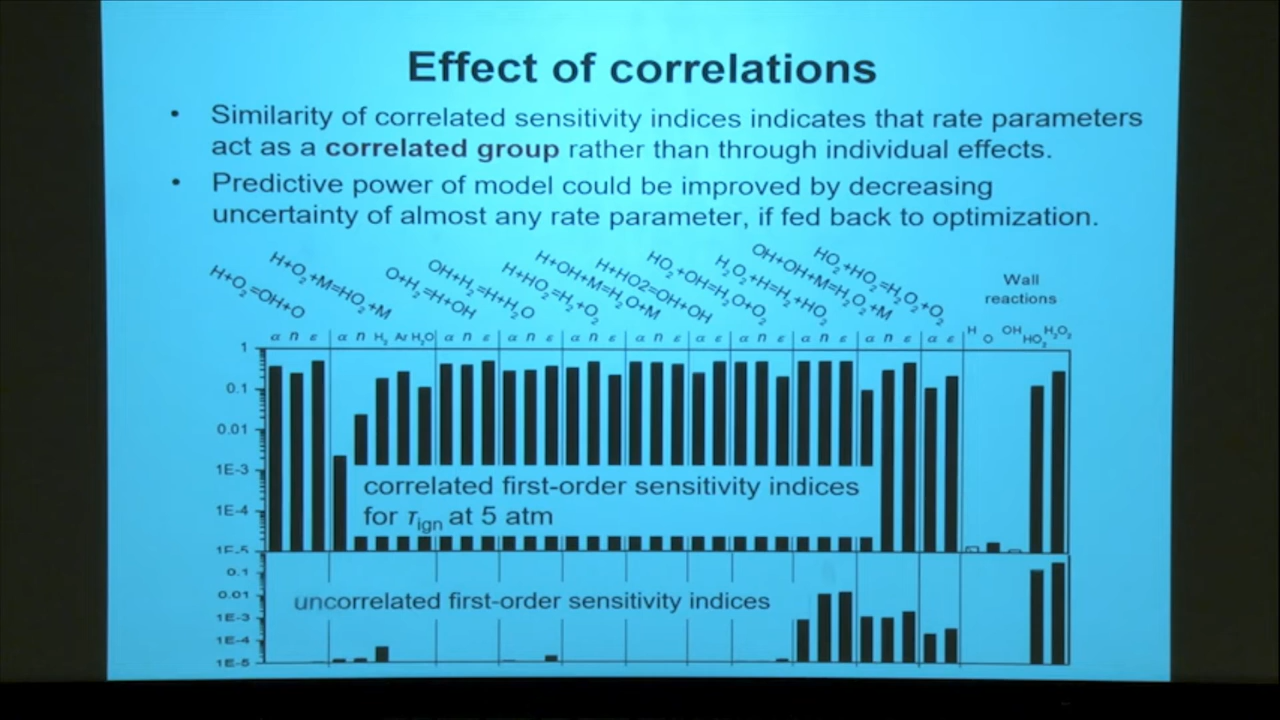 Effect of correlations
• Similarity of correlated sensitivity indices indicates that rate parameters
act as a correlated group rather than through individual effects.
• Predictive power of model could be improved by decreasing
uncertainty of almost any rate parameter, if fed back to optimization.
H+O₂=OH+O
H+O₂+M=HO₂+M
O+H₂=H+OH
OH+H₂=H+H₂O
H+HO₂=H₂+O₂
H+OH+M=H₂O+M
H+HO2=OH+OH
HO₂+OH=H₂O+O₂
H₂O₂+H=H₂+HO₂
OH+OH+M=H₂O₂+M
HO₂+HO₂=H₂O₂+O₂
Wall
reactions
α n ε α n H₂ Ar H₂O α n ε α n ε α n ε α n ε α ε α n ε α n ε α n ε α ε H O OH HO₂ H₂O₂
1
0.1
0.01
1E-3
1E-4
1E-5
correlated first-order sensitivity indices
for τign at 5 atm
0.1
0.01
1E-3
1E-4
1E-5
uncorrelated first-order sensitivity indices